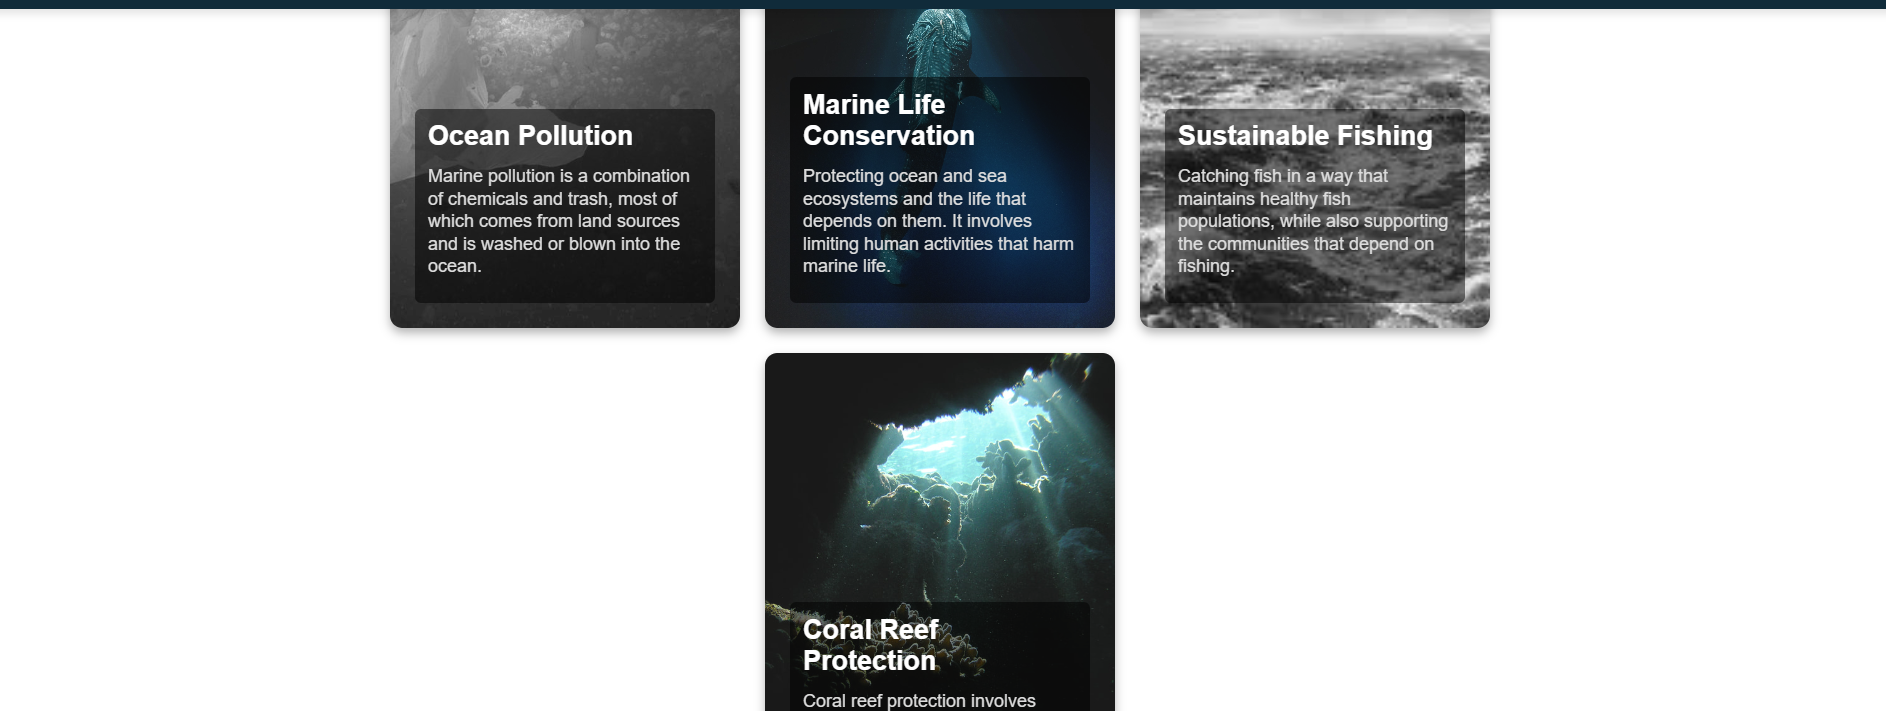 Ocean Pollution
Marine pollution is a combination
of chemicals and trash, most of
which comes from land sources
and is washed or blown into the
ocean.
Marine Life
Conservation
Protecting ocean and sea
ecosystems and the life that
depends on them. It involves
limiting human activities that harm
marine life.
Sustainable Fishing
Catching fish in a way that
maintains healthy fish
populations, while also supporting
the communities that depend on
fishing.
Coral Reef
Protection
Coral reef protection involves